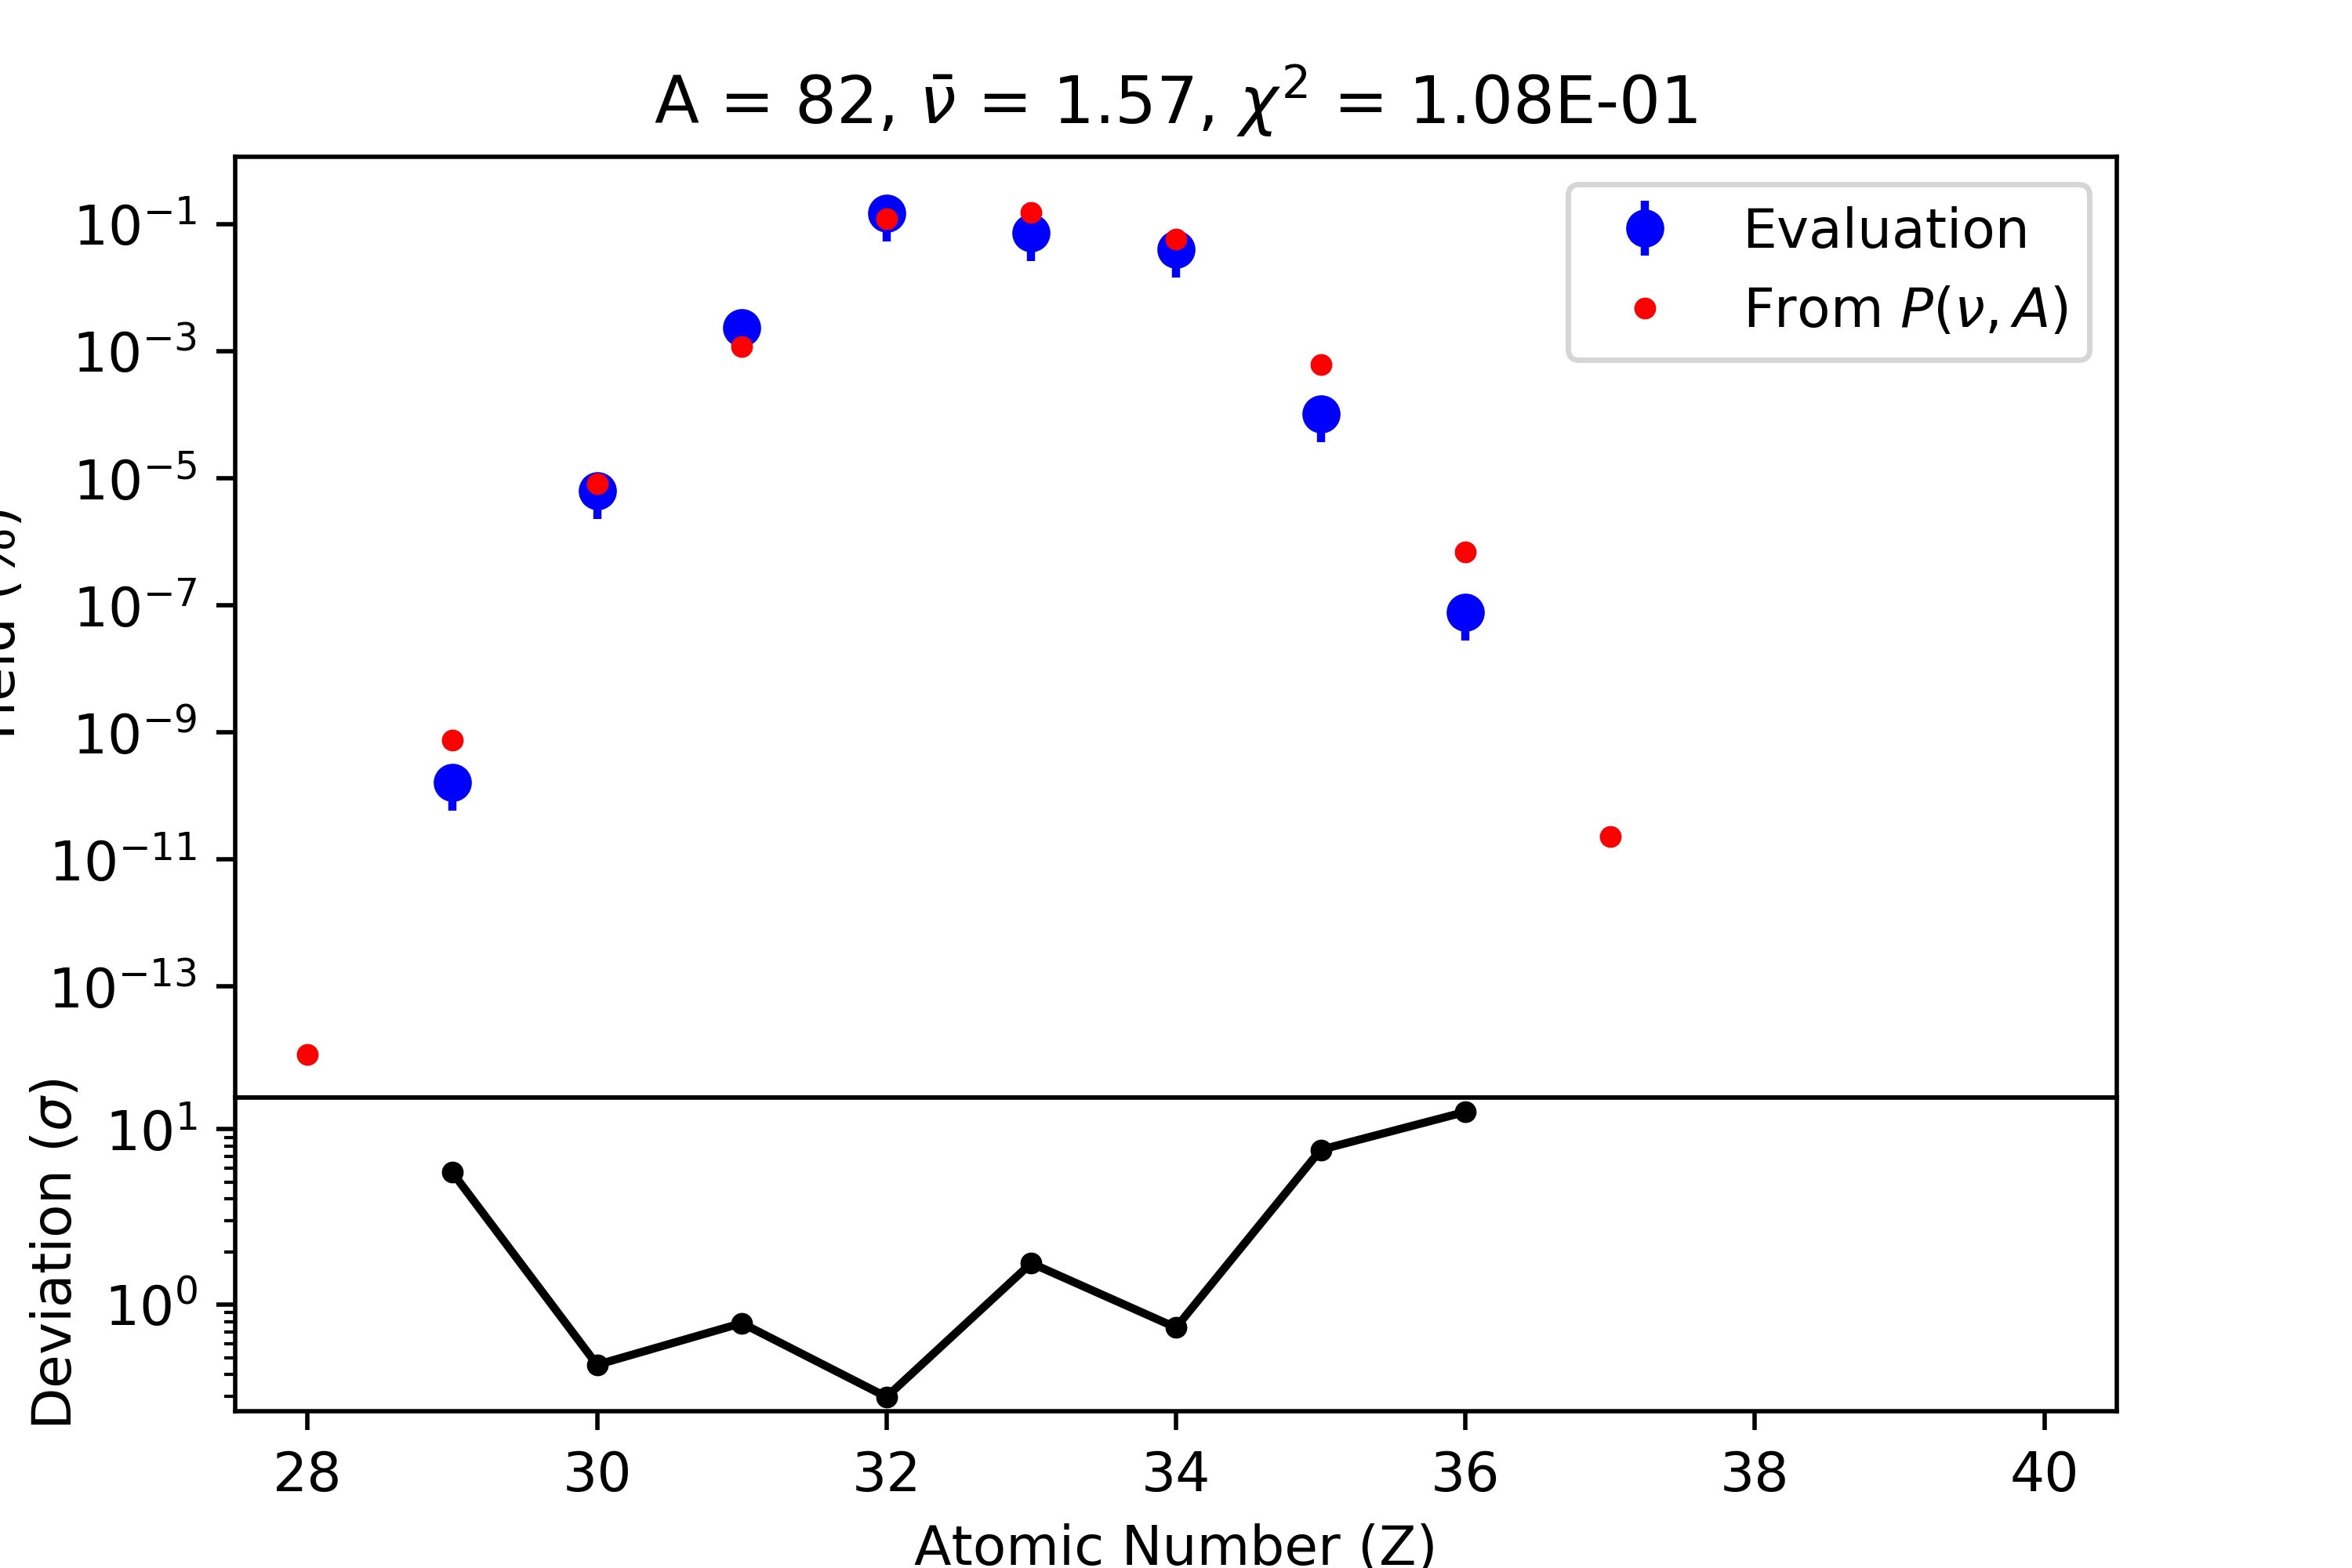 A = 82, ν̄ = 1.57, χ² = 1.08E-01
Evaluation
From P(ν, A)
10⁻¹
10⁻³
10⁻⁵
10⁻⁷
10⁻⁹
10⁻¹¹
10⁻¹³
(%)
Deviation (σ)
10¹
10⁰
28 30 32 34 36 38 40
Atomic Number (Z)